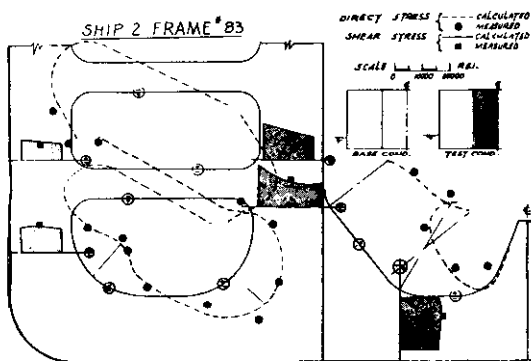 SHIP 2 FRAME #83
DIRECT STRESS { CALCULATED
MEASURED
SHEAR STRESS { CALCULATED
MEASURED
SCALE
0 10000 20000 P.S.I.
BASE COND. TEST COND.